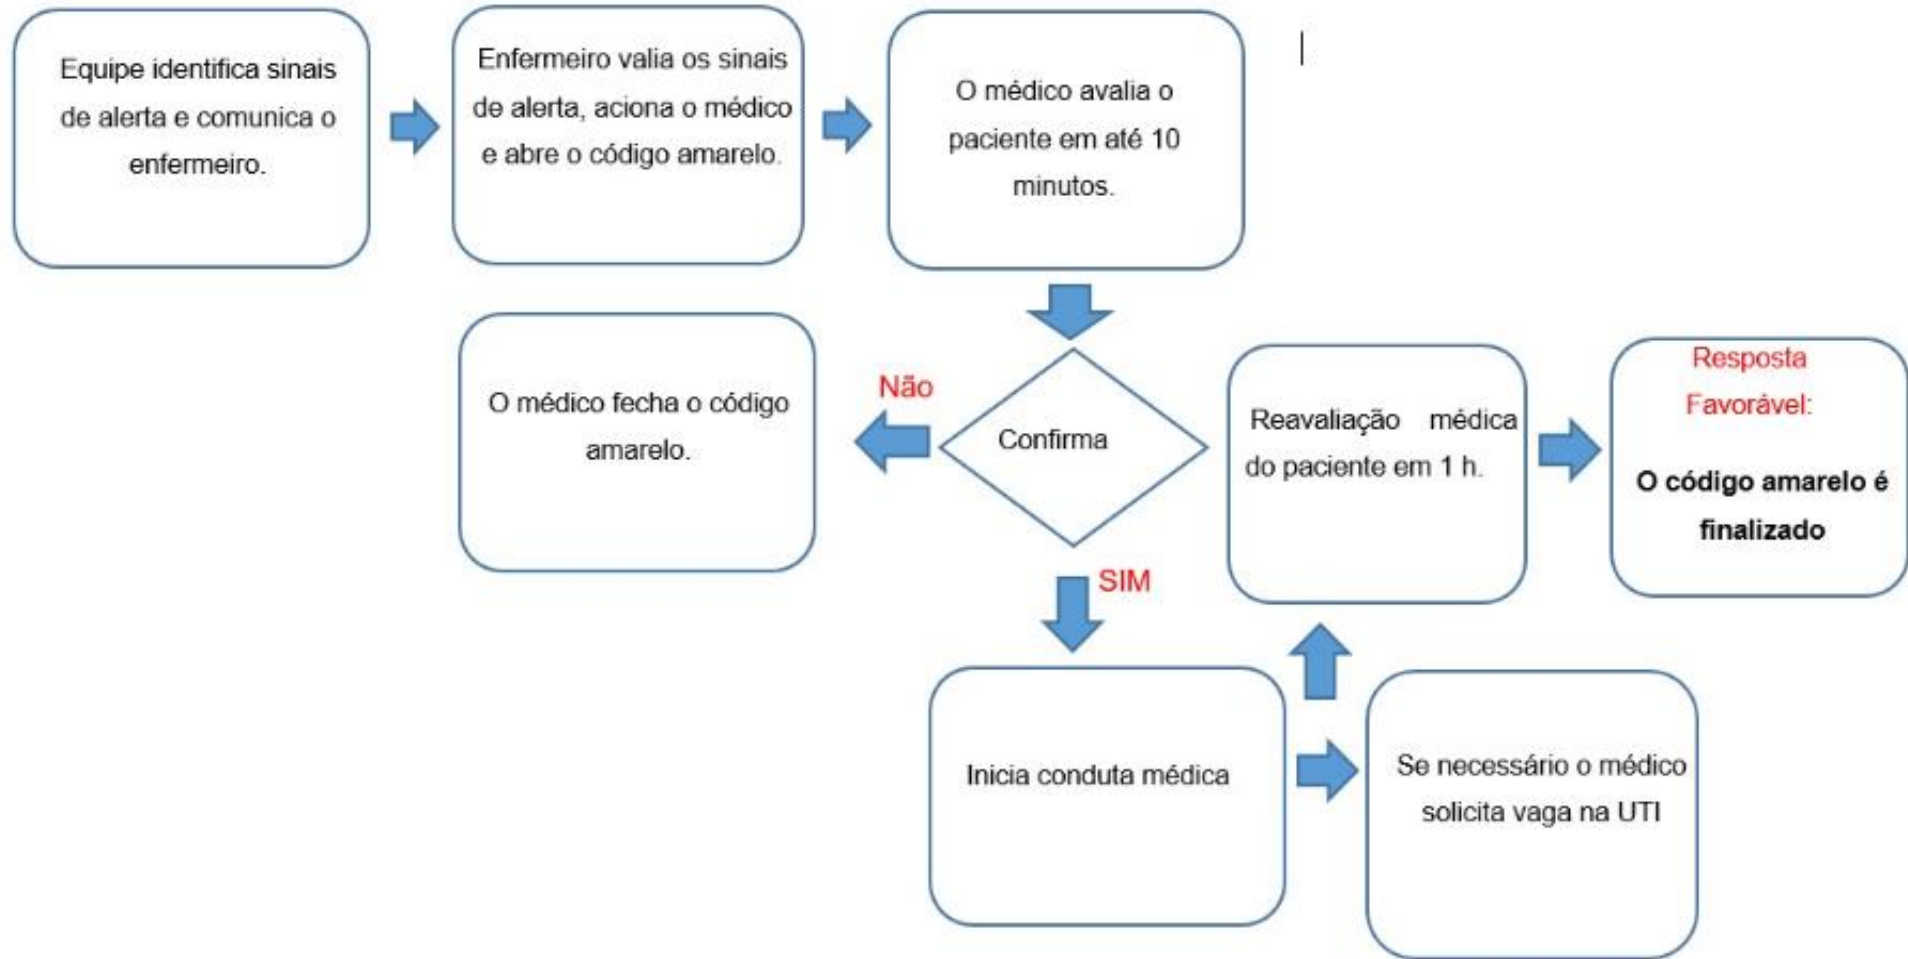 Equipe identifica sinais
de alerta e comunica o
enfermeiro.
Enfermeiro valia os sinais
de alerta, aciona o médico
e abre o código amarelo.
O médico avalia o
paciente em até 10
minutos.
O médico fecha o código
amarelo.
Não
Confirma
Reavaliação médica
do paciente em 1 h.
Resposta
Favorável:
O código amarelo é
finalizado
SIM
Inicia conduta médica
Se necessário o médico
solicita vaga na UTI